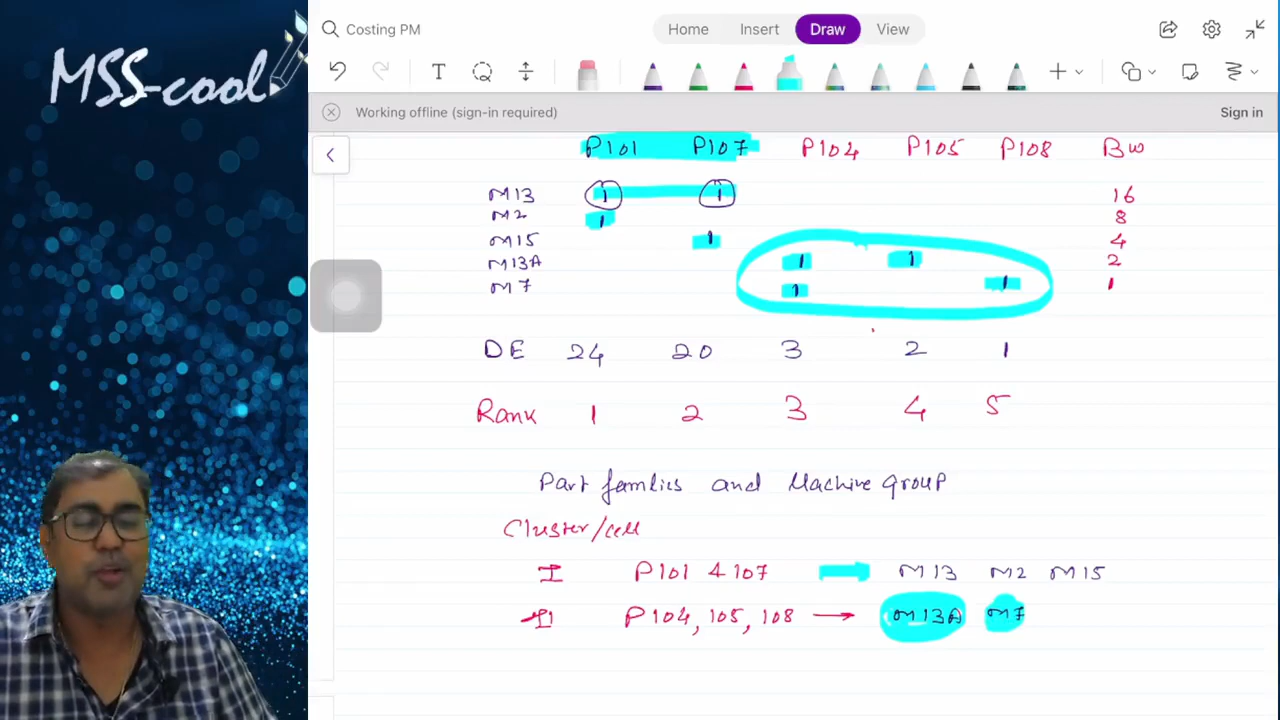 MSS-cool
Costing PM
Home Insert Draw View
Working offline (sign-in required) Sign in
P101 P107 P104 P105 P108 BW
M13 1 1 16
M2 1 8
M15 1 4
M13A 1 1 2
M7 1 1 1
DE 24 20 3 2 1
Rank 1 2 3 4 5
Part families and Machine group
Cluster/cell
I P101 & 107 M13 M2 M15
II P104, 105, 108 → M13A M7